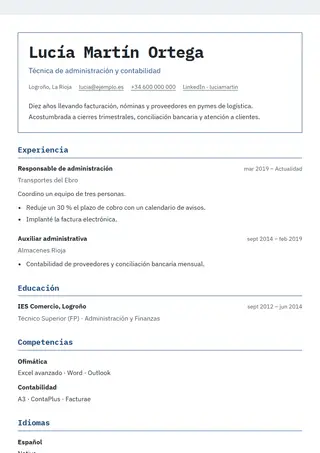 Lucía Martín Ortega
Técnica de administración y contabilidad
Logroño, La Rioja lucia@ejemplo.es +34 600 000 000 LinkedIn · luciamartin
Diez años llevando facturación, nóminas y proveedores en pymes de logística.
Acostumbrada a cierres trimestrales, conciliación bancaria y atención a clientes.
Experiencia
Responsable de administración mar 2019 – Actualidad
Transportes del Ebro
Coordino un equipo de tres personas.
• Reduje un 30 % el plazo de cobro con un calendario de avisos.
• Implanté la factura electrónica.
Auxiliar administrativa sept 2014 – feb 2019
Almacenes Rioja
• Contabilidad de proveedores y conciliación bancaria mensual.
Educación
IES Comercio, Logroño sept 2012 – jun 2014
Técnico Superior (FP) · Administración y Finanzas
Competencias
Ofimática
Excel avanzado · Word · Outlook
Contabilidad
A3 · ContaPlus · Facturae
Idiomas
Español